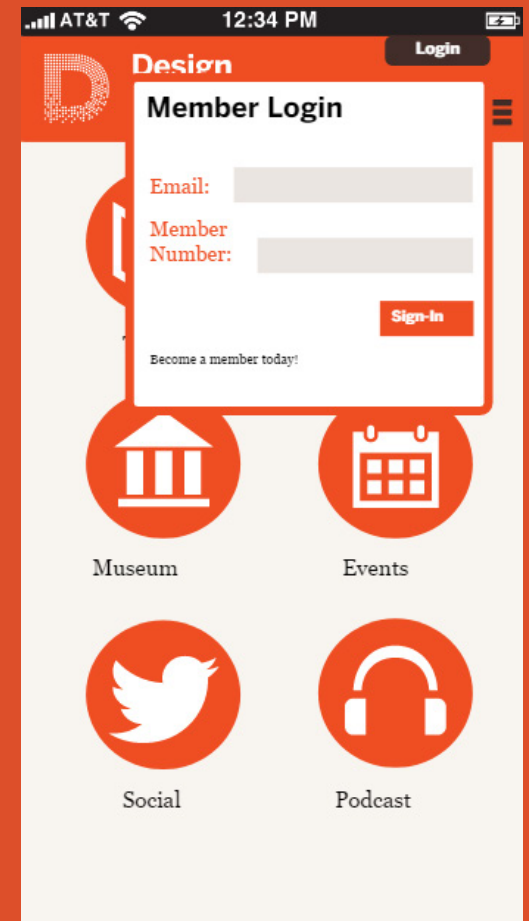 AT&T 12:34 PM
Login
Design
Member Login
Email:
Member
Number:
Sign-In
Become a member today!
Museum Events
Social Podcast